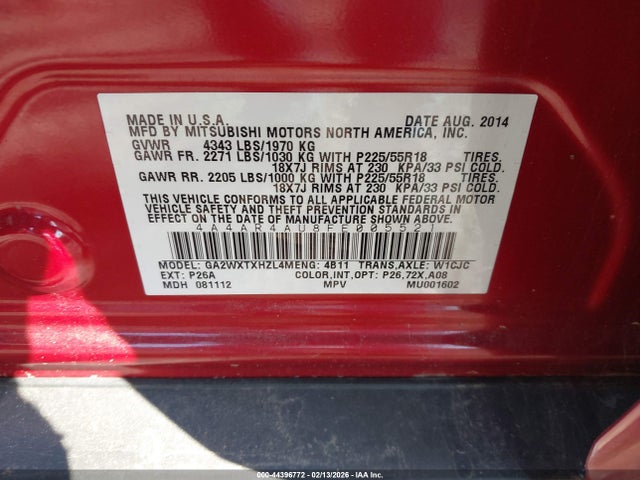 MADE IN U.S.A. DATE AUG. 2014
MFD BY MITSUBISHI MOTORS NORTH AMERICA, INC.
GVWR 4343 LBS/1970 KG
GAWR FR. 2271 LBS/1030 KG WITH P225/55R18 TIRES.
18X7J RIMS AT 230 KPA/33 PSI COLD.
GAWR RR. 2205 LBS/1000 KG WITH P225/55R18 TIRES.
18X7J RIMS AT 230 KPA/33 PSI COLD.
THIS VEHICLE CONFORMS TO ALL APPLICABLE FEDERAL MOTOR
VEHICLE SAFETY AND THEFT PREVENTION STANDARDS IN
EFFECT ON THE DATE OF MANUFACTURE SHOWN ABOVE.
4A4AR4AU8FE005521
MODEL: GA2WXTXHZL4MENG: 4B11 TRANS,AXLE: W1CJC
EXT: P26A COLOR,INT,OPT: P26,72X,A08
MDH 081112 MPV MU001602
000-44396772 - 02/13/2026 - IAA Inc.